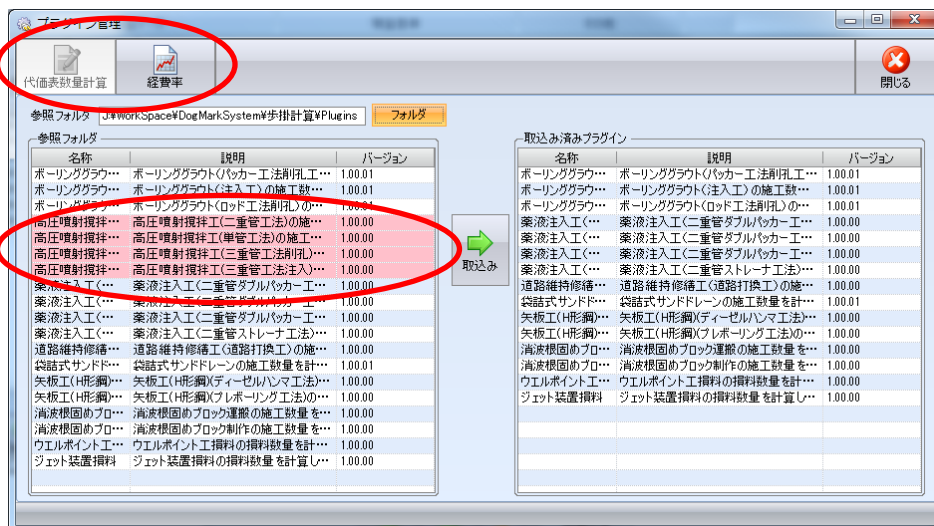 プラグイン管理
代価表数量計算
経費率
閉じる
参照フォルダ J:¥WorkSpace¥DogMarkSystem¥歩掛計算¥Plugins フォルダ
参照フォルダ
名称 説明 バージョン
ボーリンググラウ… ボーリンググラウト(パッカー工法削孔工… 1.00.01
ボーリンググラウ… ボーリンググラウト(注入工)の施工数… 1.00.01
ボーリンググラウ… ボーリンググラウト(ロッド工法削孔)の… 1.00.01
高圧噴射撹拌… 高圧噴射撹拌工(二重管工法)の施… 1.00.00
高圧噴射撹拌… 高圧噴射撹拌工(単管工法)の施工… 1.00.00
高圧噴射撹拌… 高圧噴射撹拌工(三重管工法削孔)… 1.00.00
高圧噴射撹拌… 高圧噴射撹拌工(三重管工法注入)… 1.00.00
薬液注入工(… 薬液注入工(二重管ダブルパッカー工… 1.00.00
薬液注入工(… 薬液注入工(二重管ダブルパッカー工… 1.00.00
薬液注入工(… 薬液注入工(二重管ダブルパッカー工… 1.00.00
薬液注入工(… 薬液注入工(二重管ストレーナ工法)… 1.00.00
道路維持修繕… 道路維持修繕工(道路打換工)の施… 1.00.00
袋詰式サンドド… 袋詰式サンドドレーンの施工数量を計… 1.00.01
矢板工(H形鋼)… 矢板工(H形鋼)(ディーゼルハンマ工法)… 1.00.00
矢板工(H形鋼)… 矢板工(H形鋼)(プレボーリング工法)の… 1.00.00
消波根固めブロ… 消波根固めブロック運搬の施工数量を… 1.00.00
消波根固めブロ… 消波根固めブロック制作の施工数量を… 1.00.00
ウエルポイント工… ウエルポイント工損料の損料数量を計… 1.00.00
ジェット装置損料 ジェット装置損料の損料数量を計算し… 1.00.00
取込み
取込み済みプラグイン
名称 説明 バージョン
ボーリンググラウ… ボーリンググラウト(パッカー工法削孔工… 1.00.01
ボーリンググラウ… ボーリンググラウト(注入工)の施工数… 1.00.01
ボーリンググラウ… ボーリンググラウト(ロッド工法削孔)の… 1.00.01
薬液注入工(… 薬液注入工(二重管ダブルパッカー工… 1.00.00
薬液注入工(… 薬液注入工(二重管ダブルパッカー工… 1.00.00
薬液注入工(… 薬液注入工(二重管ダブルパッカー工… 1.00.00
薬液注入工(… 薬液注入工(二重管ストレーナ工法)… 1.00.00
道路維持修繕… 道路維持修繕工(道路打換工)の施… 1.00.00
袋詰式サンドド… 袋詰式サンドドレーンの施工数量を計… 1.00.01
矢板工(H形鋼)… 矢板工(H形鋼)(ディーゼルハンマ工法)… 1.00.00
矢板工(H形鋼)… 矢板工(H形鋼)(プレボーリング工法)の… 1.00.00
消波根固めブロ… 消波根固めブロック運搬の施工数量を… 1.00.00
消波根固めブロ… 消波根固めブロック制作の施工数量を… 1.00.00
ウエルポイント工… ウエルポイント工損料の損料数量を計… 1.00.00
ジェット装置損料 ジェット装置損料の損料数量を計算し… 1.00.00